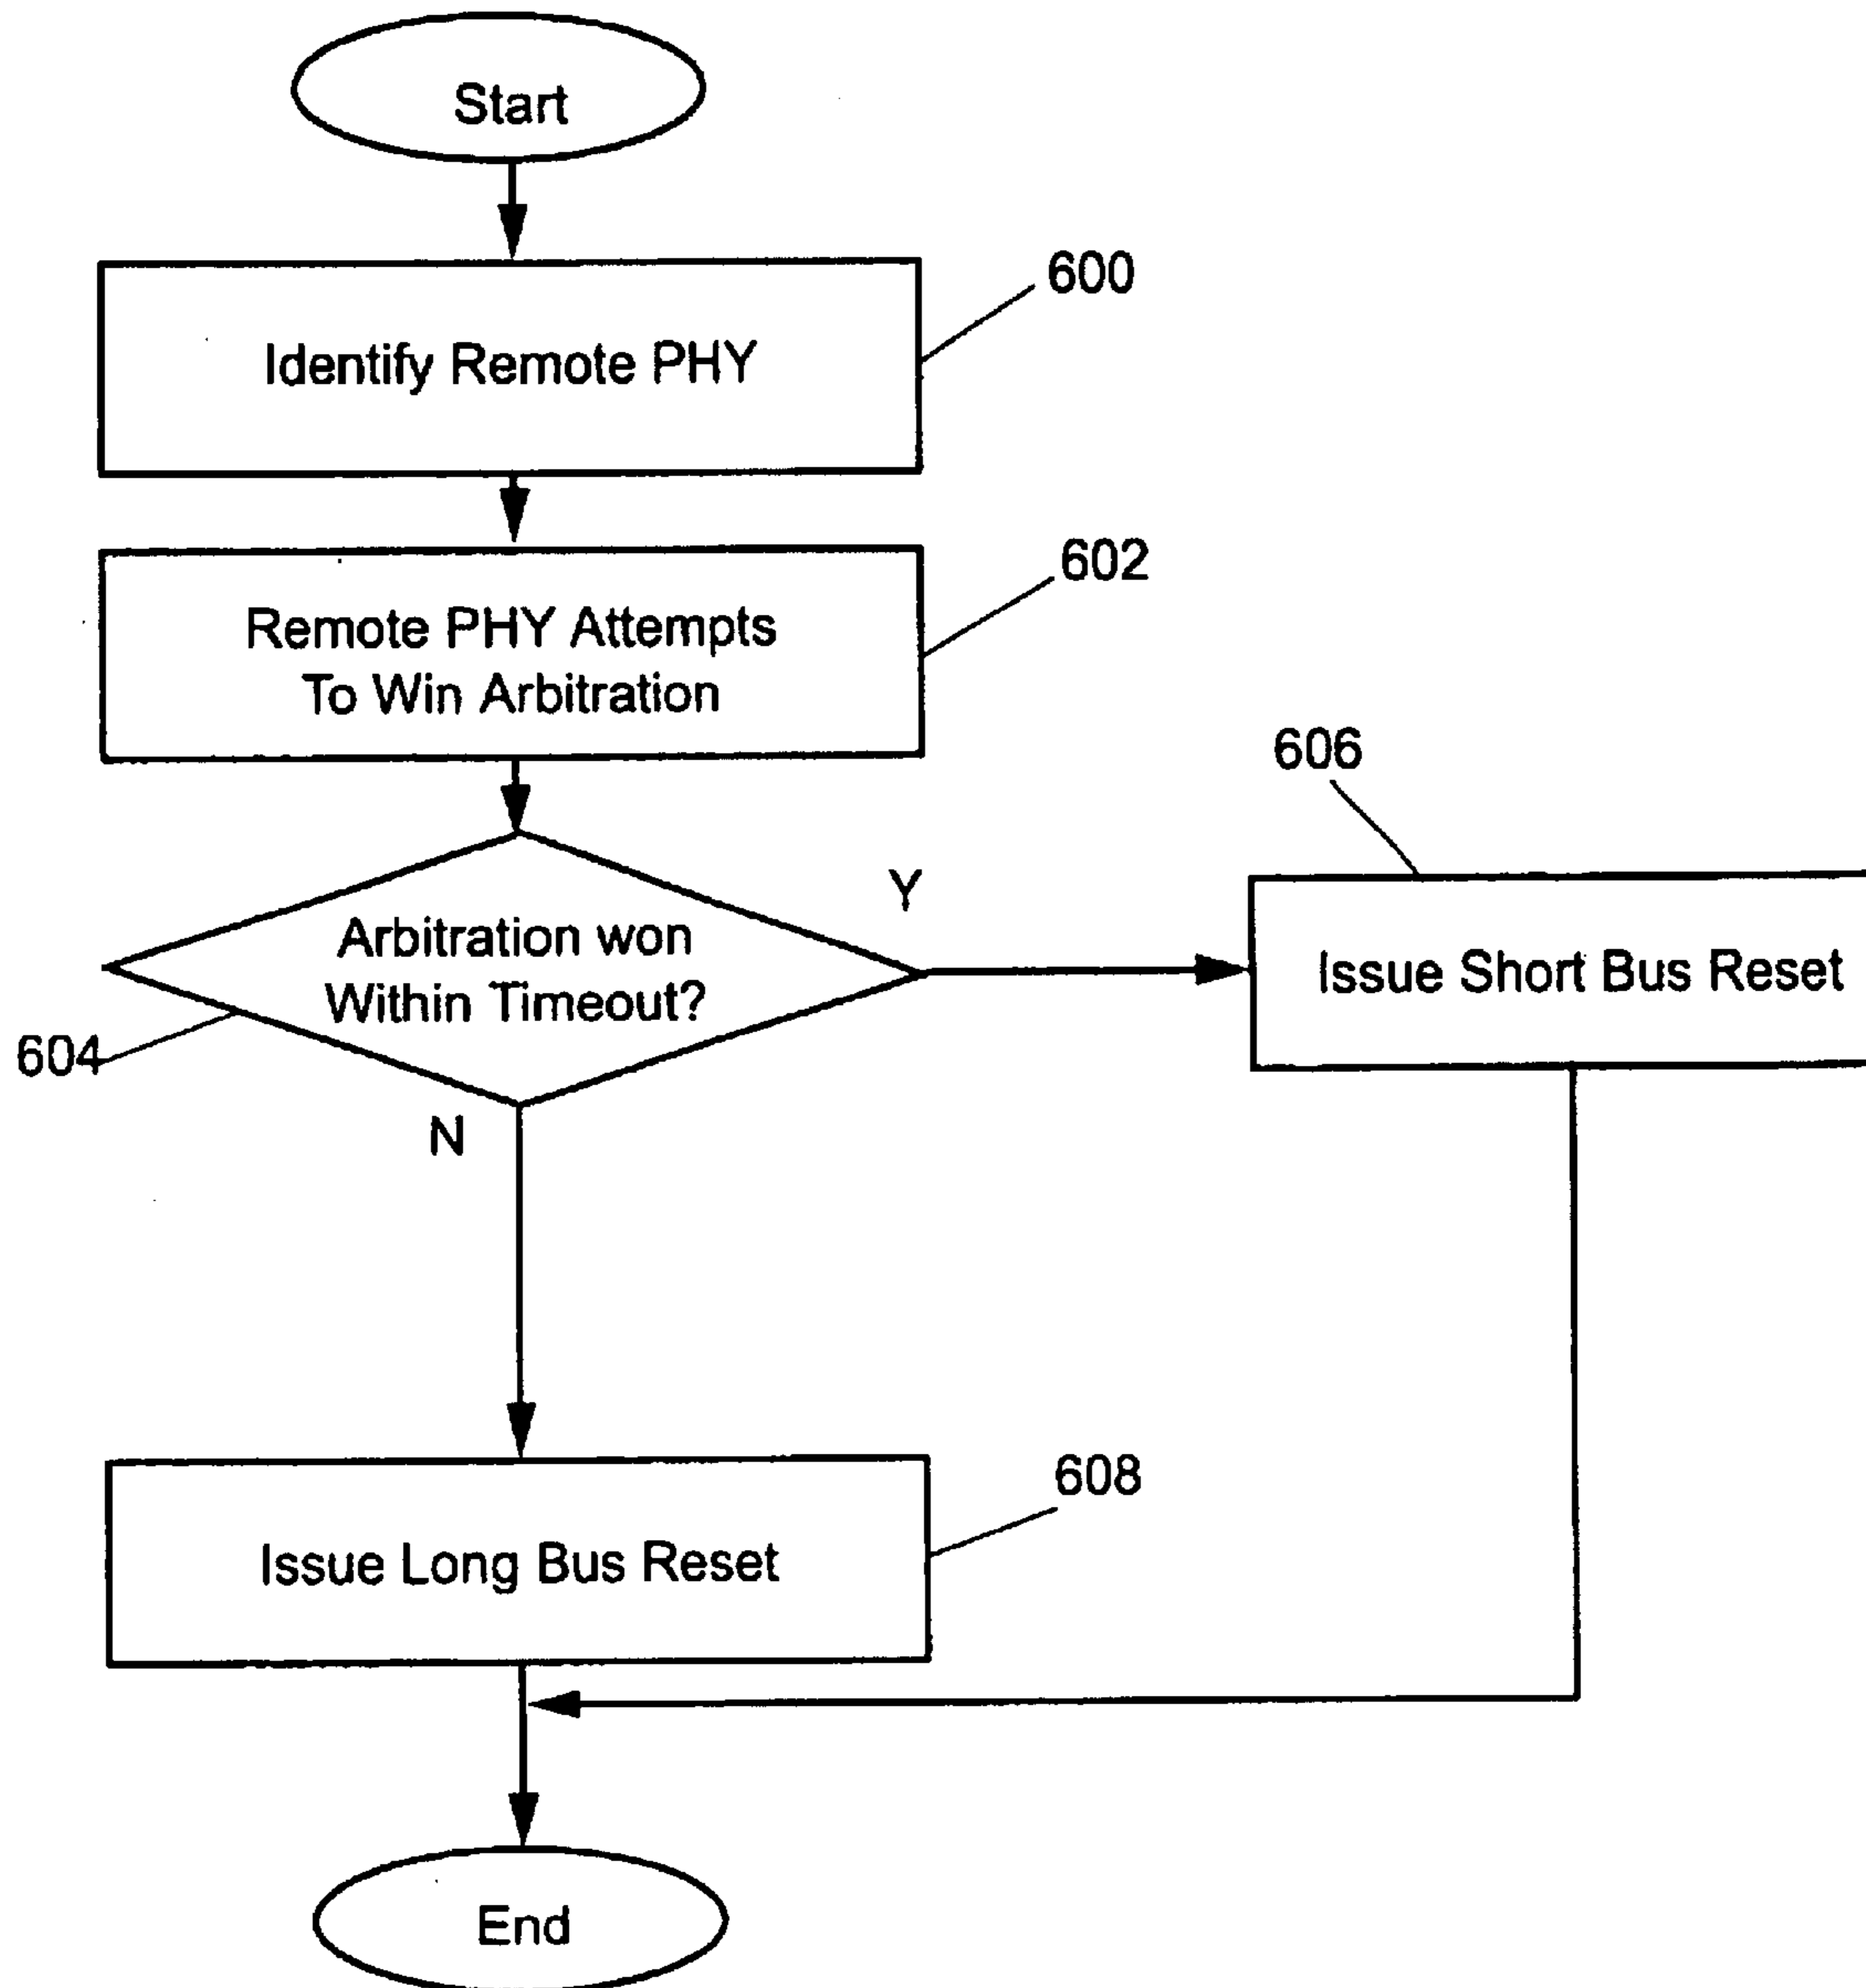 Start
600
Identify Remote PHY
602
Remote PHY Attempts
To Win Arbitration
606
Y
Arbitration won
Within Timeout?
Issue Short Bus Reset
604
N
608
Issue Long Bus Reset
End